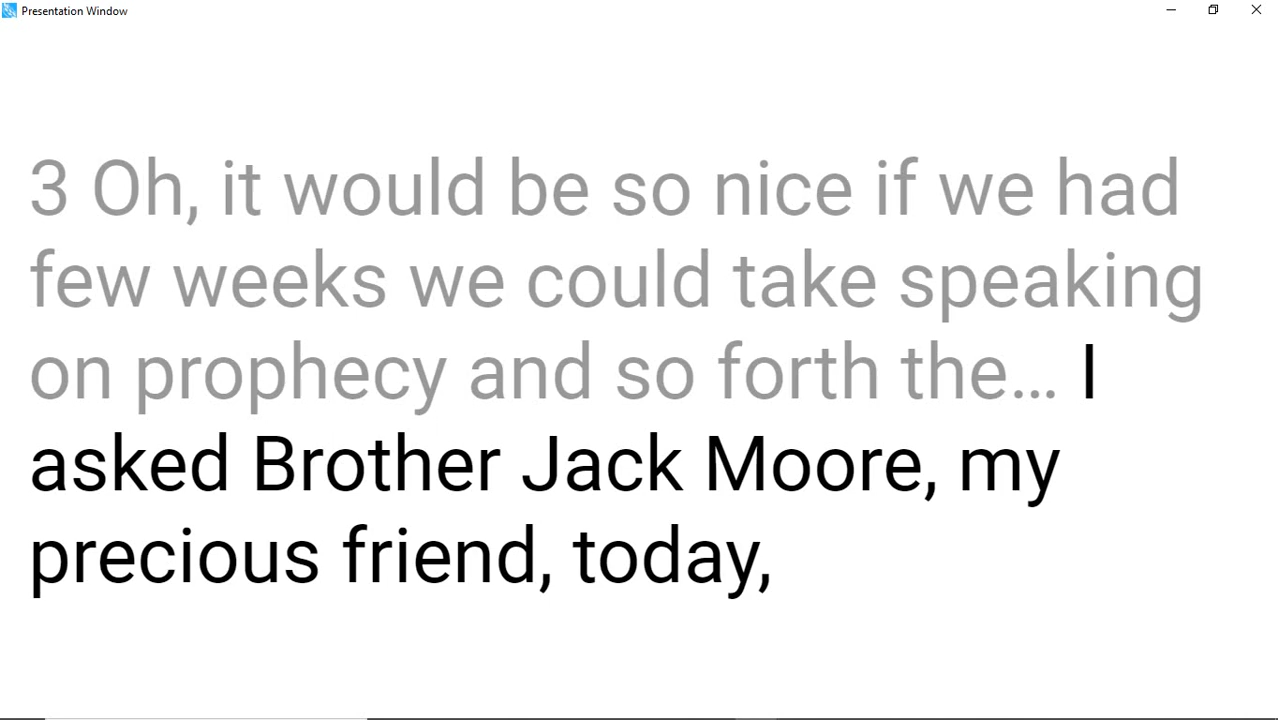 Presentation Window
3 Oh, it would be so nice if we had
few weeks we could take speaking
on prophecy and so forth the… I
asked Brother Jack Moore, my
precious friend, today,